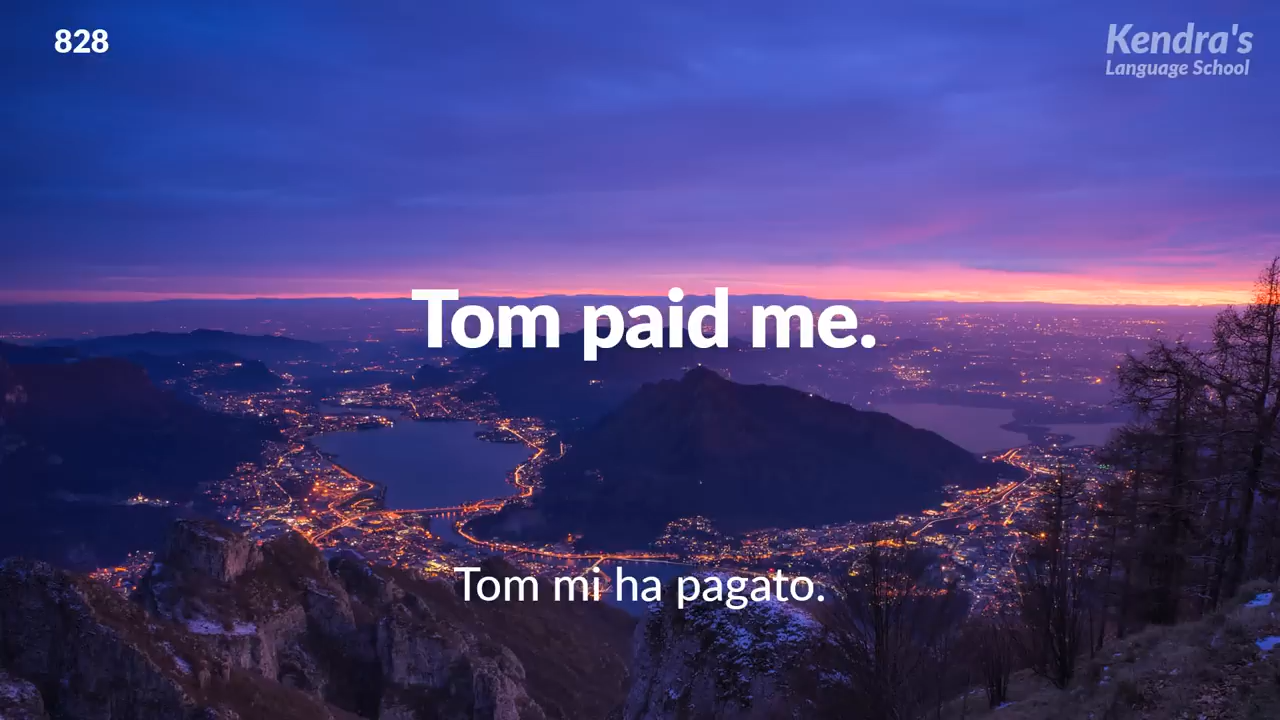 828
Kendra's
Language School
Tom paid me.
Tom mi ha pagato.